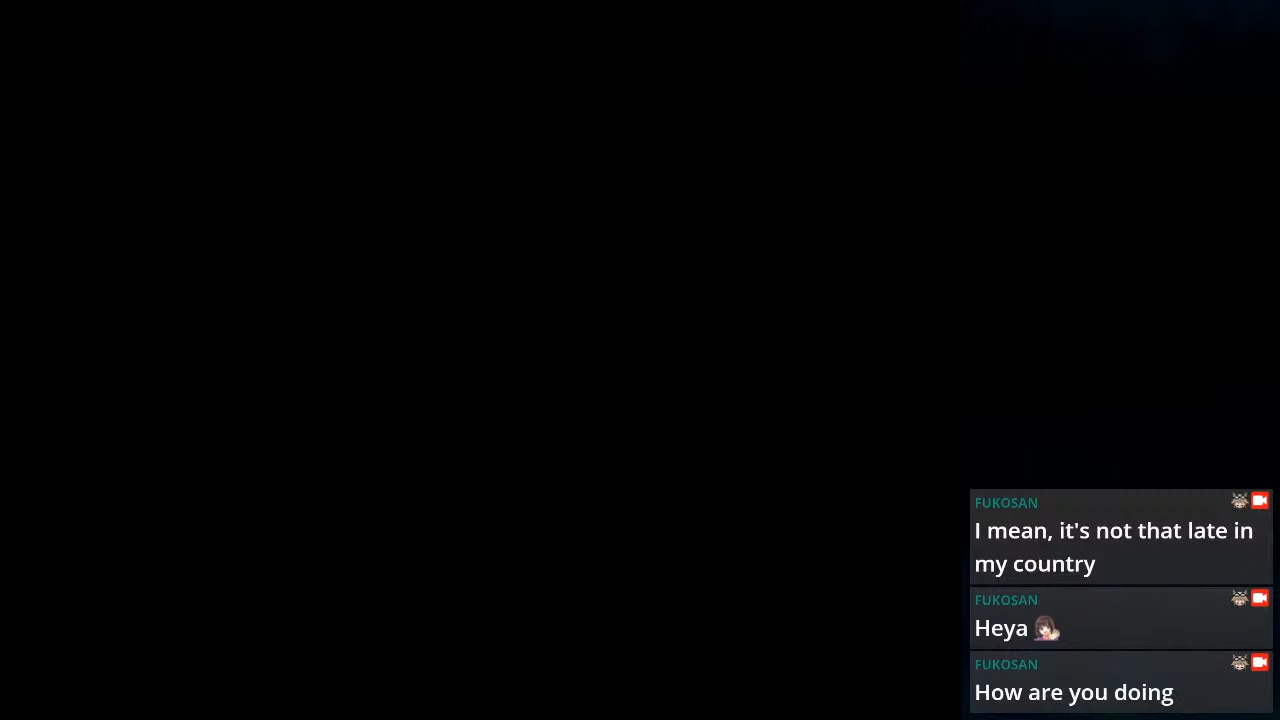 FUKOSAN
I mean, it's not that late in
my country
FUKOSAN
Heya
FUKOSAN
How are you doing